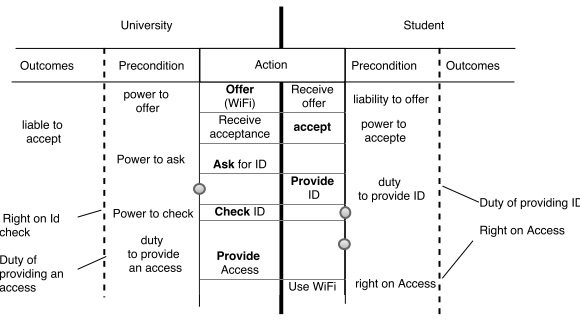 University Student
Outcomes Precondition Action Precondition Outcomes
power to
offer
Offer
(WiFi)
Receive
offer
liability to offer
liable to
accept
Receive
acceptance
accept
power to
accepte
Power to ask
Ask for ID
Provide
ID
duty
to provide ID
Duty of providing ID
Right on Id
check
Power to check
Check ID
Right on Access
Duty of
providing an
access
duty
to provide
an access
Provide
Access
Use WiFi
right on Access